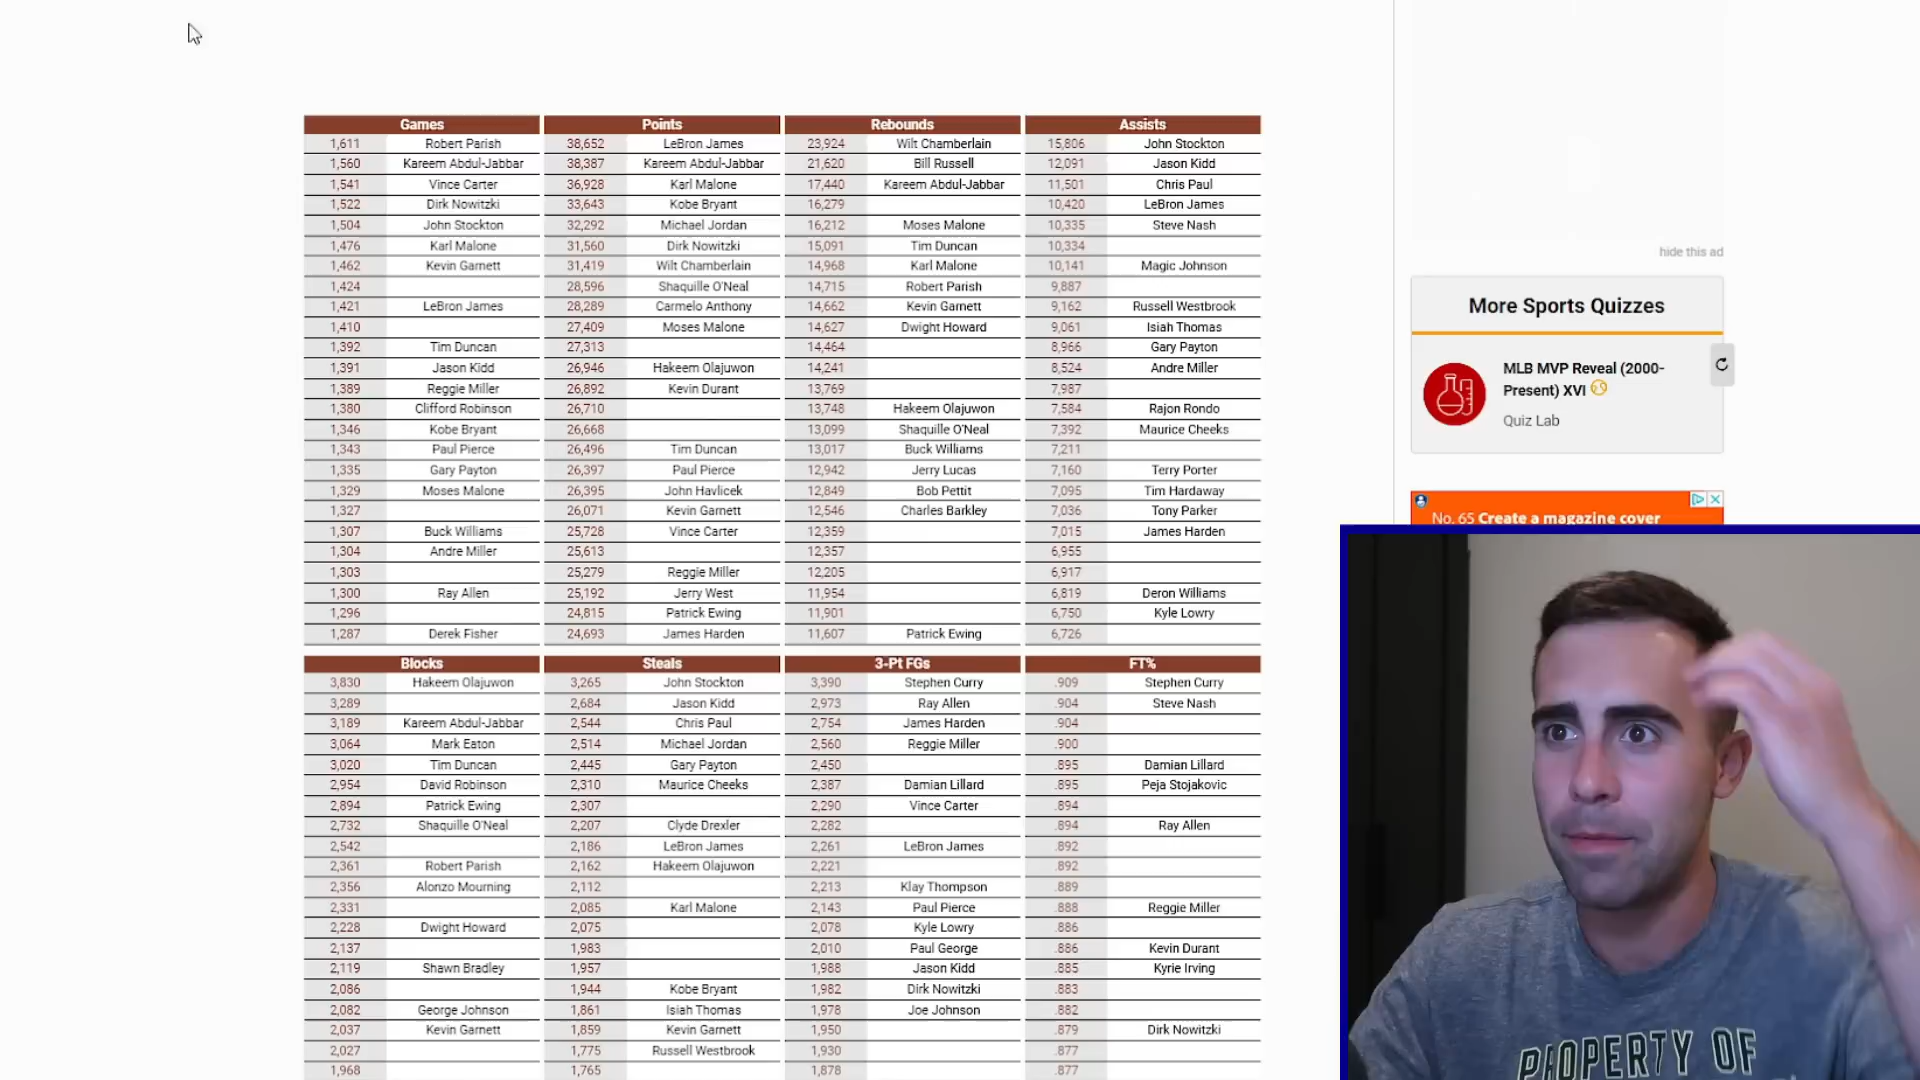 Games Points Rebounds Assists
1,611 Robert Parish 38,652 LeBron James 23,924 Wilt Chamberlain 15,806 John Stockton
1,560 Kareem Abdul-Jabbar 38,387 Kareem Abdul-Jabbar 21,620 Bill Russell 12,091 Jason Kidd
1,541 Vince Carter 36,928 Karl Malone 17,440 Kareem Abdul-Jabbar 11,501 Chris Paul
1,522 Dirk Nowitzki 33,643 Kobe Bryant 16,279 10,420 LeBron James
1,504 John Stockton 32,292 Michael Jordan 16,212 Moses Malone 10,335 Steve Nash
1,476 Karl Malone 31,560 Dirk Nowitzki 15,091 Tim Duncan 10,334
1,462 Kevin Garnett 31,419 Wilt Chamberlain 14,968 Karl Malone 10,141 Magic Johnson
1,424 28,596 Shaquille O'Neal 14,715 Robert Parish 9,887
1,421 LeBron James 28,289 Carmelo Anthony 14,662 Kevin Garnett 9,162 Russell Westbrook
1,410 27,409 Moses Malone 14,627 Dwight Howard 9,061 Isiah Thomas
1,392 Tim Duncan 27,313 14,464 8,966 Gary Payton
1,391 Jason Kidd 26,946 Hakeem Olajuwon 14,241 8,524 Andre Miller
1,389 Reggie Miller 26,892 Kevin Durant 13,769 7,987
1,380 Clifford Robinson 26,710 13,748 Hakeem Olajuwon 7,584 Rajon Rondo
1,346 Kobe Bryant 26,668 13,099 Shaquille O'Neal 7,392 Maurice Cheeks
1,343 Paul Pierce 26,496 Tim Duncan 13,017 Buck Williams 7,211
1,335 Gary Payton 26,397 Paul Pierce 12,942 Jerry Lucas 7,160 Terry Porter
1,329 Moses Malone 26,395 John Havlicek 12,849 Bob Pettit 7,095 Tim Hardaway
1,327 26,071 Kevin Garnett 12,546 Charles Barkley 7,036 Tony Parker
1,307 Buck Williams 25,728 Vince Carter 12,359 7,015 James Harden
1,304 Andre Miller 25,613 12,357 6,955
1,303 25,279 Reggie Miller 12,205 6,917
1,300 Ray Allen 25,192 Jerry West 11,954 6,819 Deron Williams
1,296 24,815 Patrick Ewing 11,901 6,750 Kyle Lowry
1,287 Derek Fisher 24,693 James Harden 11,607 Patrick Ewing 6,726
Blocks Steals 3-Pt FGs FT%
3,830 Hakeem Olajuwon 3,265 John Stockton 3,390 Stephen Curry .909 Stephen Curry
3,289 2,684 Jason Kidd 2,973 Ray Allen .904 Steve Nash
3,189 Kareem Abdul-Jabbar 2,544 Chris Paul 2,754 James Harden .904
3,064 Mark Eaton 2,514 Michael Jordan 2,560 Reggie Miller .900
3,020 Tim Duncan 2,445 Gary Payton 2,450 .895 Damian Lillard
2,954 David Robinson 2,310 Maurice Cheeks 2,387 Damian Lillard .895 Peja Stojakovic
2,894 Patrick Ewing 2,307 2,290 Vince Carter .894
2,732 Shaquille O'Neal 2,207 Clyde Drexler 2,282 .894 Ray Allen
2,542 2,186 LeBron James 2,261 LeBron James .892
2,361 Robert Parish 2,162 Hakeem Olajuwon 2,221 .892
2,356 Alonzo Mourning 2,112 2,213 Klay Thompson .889
2,331 2,085 Karl Malone 2,143 Paul Pierce .888 Reggie Miller
2,228 Dwight Howard 2,075 2,078 Kyle Lowry .886
2,137 1,983 2,010 Paul George .886 Kevin Durant
2,119 Shawn Bradley 1,957 1,988 Jason Kidd .885 Kyrie Irving
2,086 1,944 Kobe Bryant 1,982 Dirk Nowitzki .883
2,082 George Johnson 1,861 Isiah Thomas 1,978 Joe Johnson .882
2,037 Kevin Garnett 1,859 Kevin Garnett 1,950 .879 Dirk Nowitzki
2,027 1,775 Russell Westbrook 1,930 .877
1,968 1,765 1,878 .877
hide this ad
More Sports Quizzes
MLB MVP Reveal (2000-
Present) XVI
Quiz Lab
No. 65 Create a magazine cover
PROPERTY OF